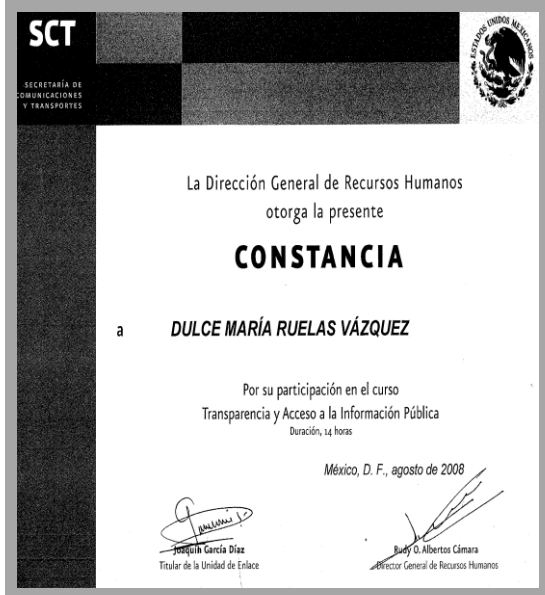 SCT
SECRETARÍA DE
COMUNICACIONES
Y TRANSPORTES
ESTADOS UNIDOS MEXICANOS
La Dirección General de Recursos Humanos
otorga la presente
CONSTANCIA
a DULCE MARÍA RUELAS VÁZQUEZ
Por su participación en el curso
Transparencia y Acceso a la Información Pública
Duración, 14 horas
México, D. F., agosto de 2008
Joaquín García Díaz
Titular de la Unidad de Enlace
Rudy O. Albertos Cámara
Director General de Recursos Humanos